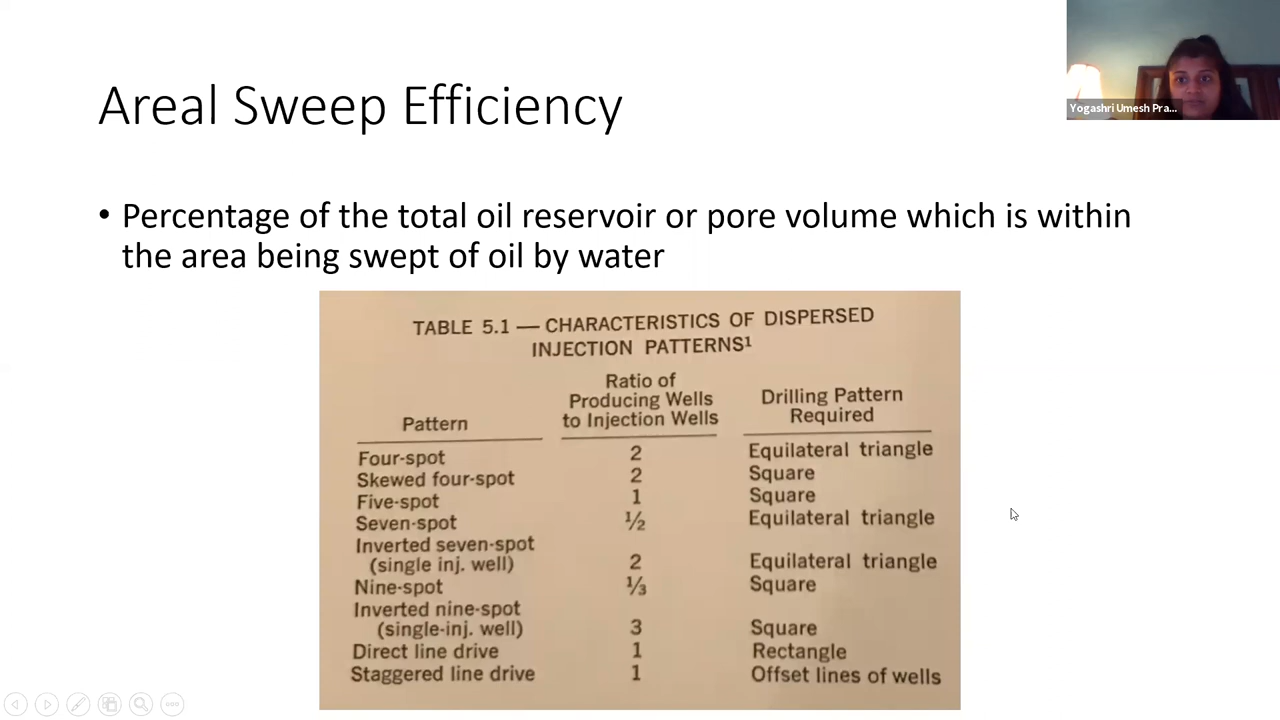 Areal Sweep Efficiency
Yogashri Umesh Pra...
• Percentage of the total oil reservoir or pore volume which is within
the area being swept of oil by water
TABLE 5.1 — CHARACTERISTICS OF DISPERSED
INJECTION PATTERNS¹
Pattern
Ratio of
Producing Wells
to Injection Wells
Drilling Pattern
Required
Four-spot 2 Equilateral triangle
Skewed four-spot 2 Square
Five-spot 1 Square
Seven-spot ½ Equilateral triangle
Inverted seven-spot
(single inj. well) 2 Equilateral triangle
Nine-spot ⅓ Square
Inverted nine-spot
(single-inj. well) 3 Square
Direct line drive 1 Rectangle
Staggered line drive 1 Offset lines of wells